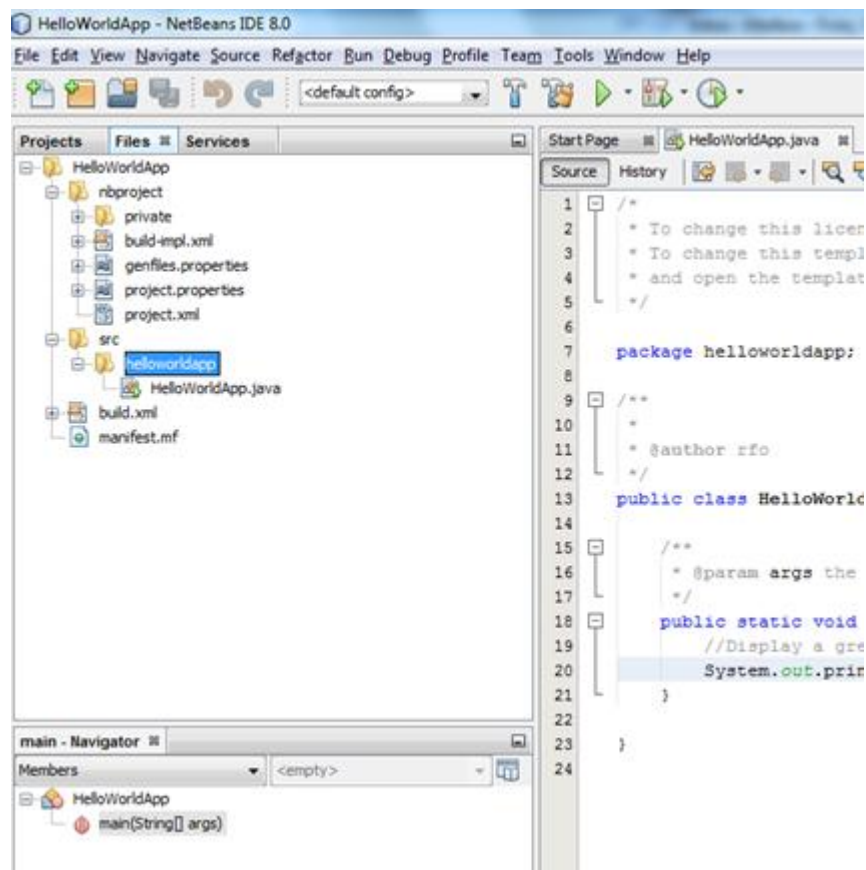 HelloWorldApp - NetBeans IDE 8.0
File Edit View Navigate Source Refactor Run Debug Profile Team Tools Window Help
<default config>
Projects Files Services
HelloWorldApp
nbproject
private
build-impl.xml
genfiles.properties
project.properties
project.xml
src
helloworldapp
HelloWorldApp.java
build.xml
manifest.mf
main - Navigator
Members <empty>
HelloWorldApp
main(String[] args)
Start Page HelloWorldApp.java
Source History
1 /*
2 * To change this licen
3 * To change this templ
4 * and open the templat
5 */
6
7 package helloworldapp;
8
9 /**
10 *
11 * @author rfo
12 */
13 public class HelloWorld
14
15 /**
16 * @param args the
17 */
18 public static void
19 //Display a gre
20 System.out.prin
21 }
22
23 }
24